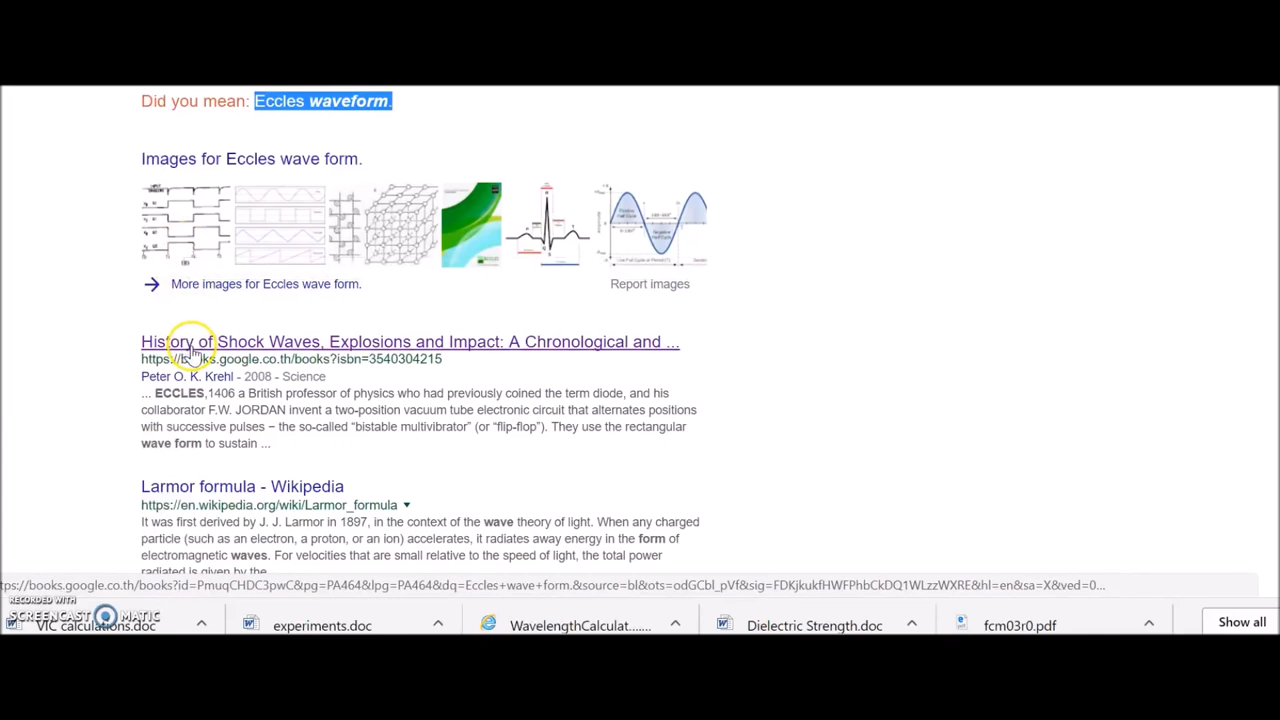 Did you mean: Eccles waveform.
Images for Eccles wave form.
More images for Eccles wave form.
Report images
History of Shock Waves, Explosions and Impact: A Chronological and ...
https://books.google.co.th/books?isbn=3540304215
Peter O. K. Krehl - 2008 - Science
... ECCLES,1406 a British professor of physics who had previously coined the term diode, and his
collaborator F.W. JORDAN invent a two-position vacuum tube electronic circuit that alternates positions
with successive pulses − the so-called “bistable multivibrator” (or “flip-flop”). They use the rectangular
wave form to sustain ...
Larmor formula - Wikipedia
https://en.wikipedia.org/wiki/Larmor_formula
It was first derived by J. J. Larmor in 1897, in the context of the wave theory of light. When any charged
particle (such as an electron, a proton, or an ion) accelerates, it radiates away energy in the form of
electromagnetic waves. For velocities that are small relative to the speed of light, the total power
radiated is given by the
ttps://books.google.co.th/books?id=PmuqCHDC3pwC&pg=PA464&lpg=PA464&dq=Eccles+wave+form.&source=bl&ots=odGCbl_pVf&sig=FDKjkukfHWFPhbCkDQ1WLzzWXRE&hl=en&sa=X&ved=0...
RECORDED WITH
SCREENCAST MATIC
VIC calculations.doc
experiments.doc
WavelengthCalculat.......
Dielectric Strength.doc
fcm03r0.pdf
Show all